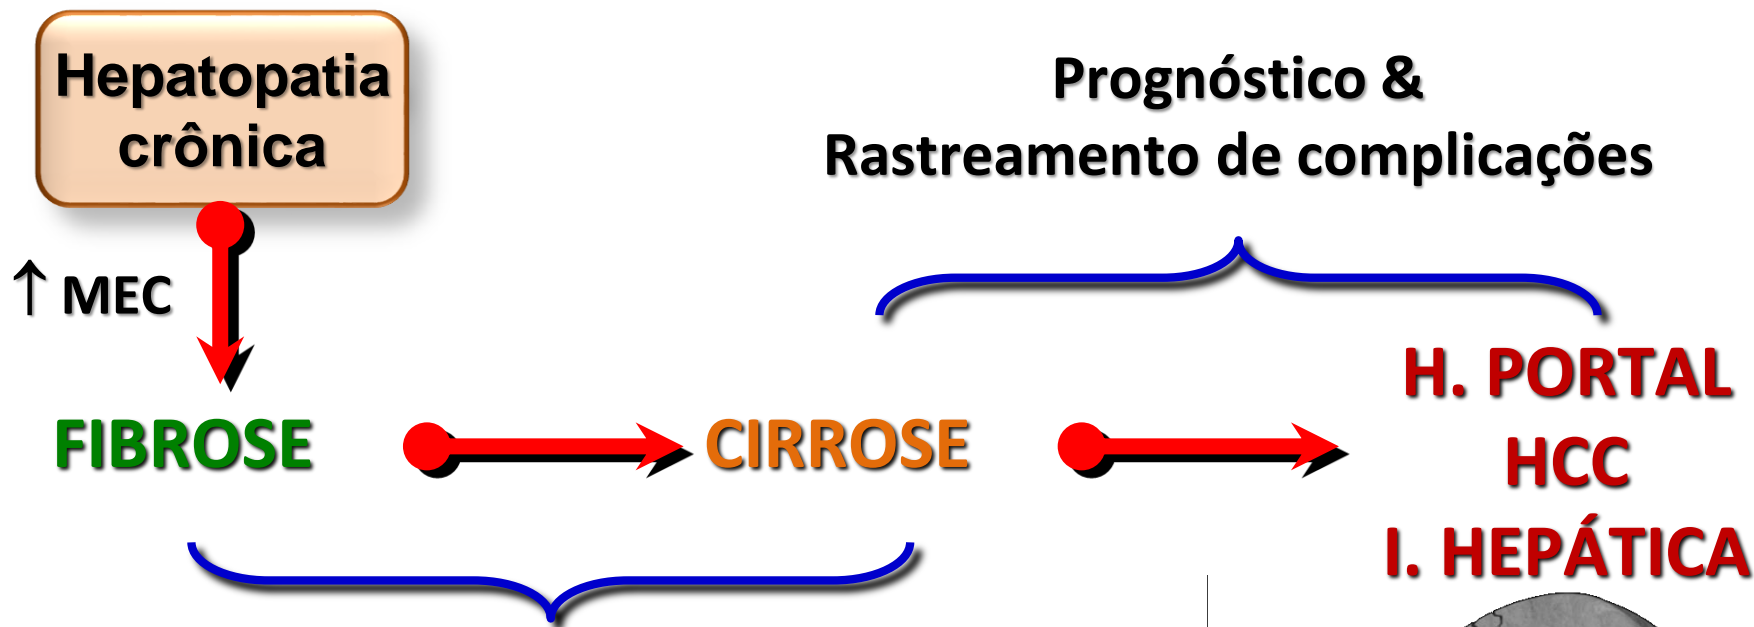 Hepatopatia
crônica
Prognóstico &
Rastreamento de complicações
↑ MEC
FIBROSE
CIRROSE
H. PORTAL
HCC
I. HEPÁTICA